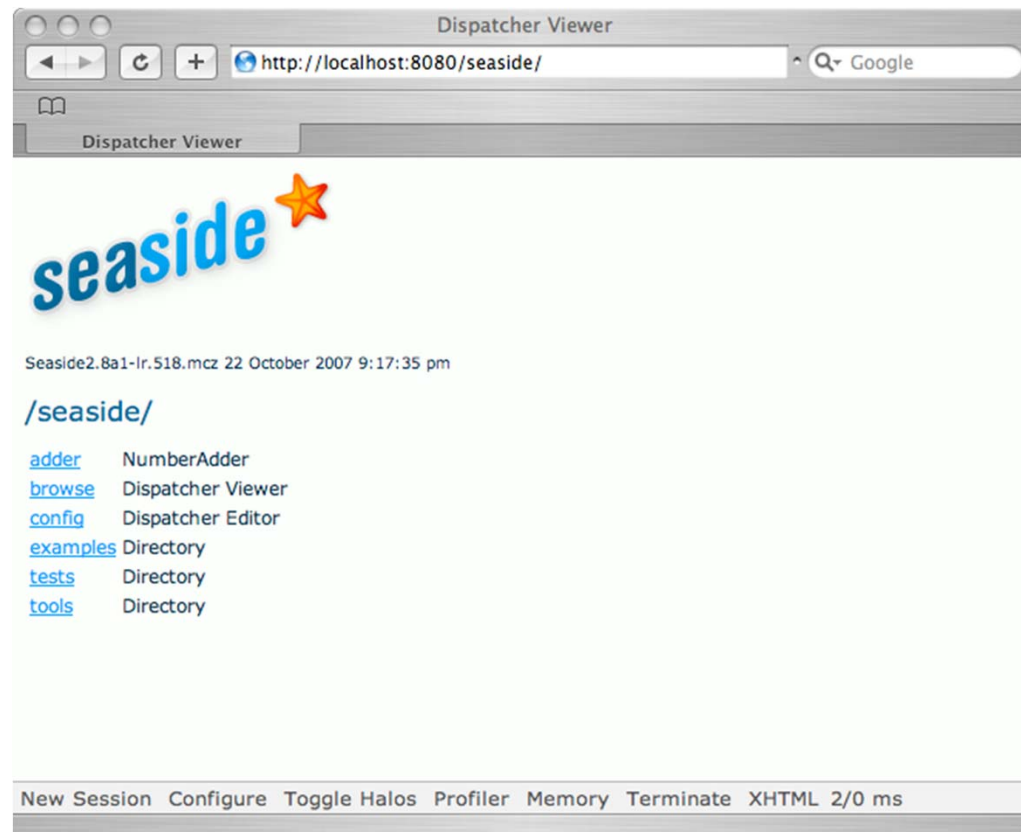 Dispatcher Viewer
http://localhost:8080/seaside/
Google
Dispatcher Viewer
seaside
Seaside2.8a1-lr.518.mcz 22 October 2007 9:17:35 pm
/seaside/
adder NumberAdder
browse Dispatcher Viewer
config Dispatcher Editor
examples Directory
tests Directory
tools Directory
New Session Configure Toggle Halos Profiler Memory Terminate XHTML 2/0 ms